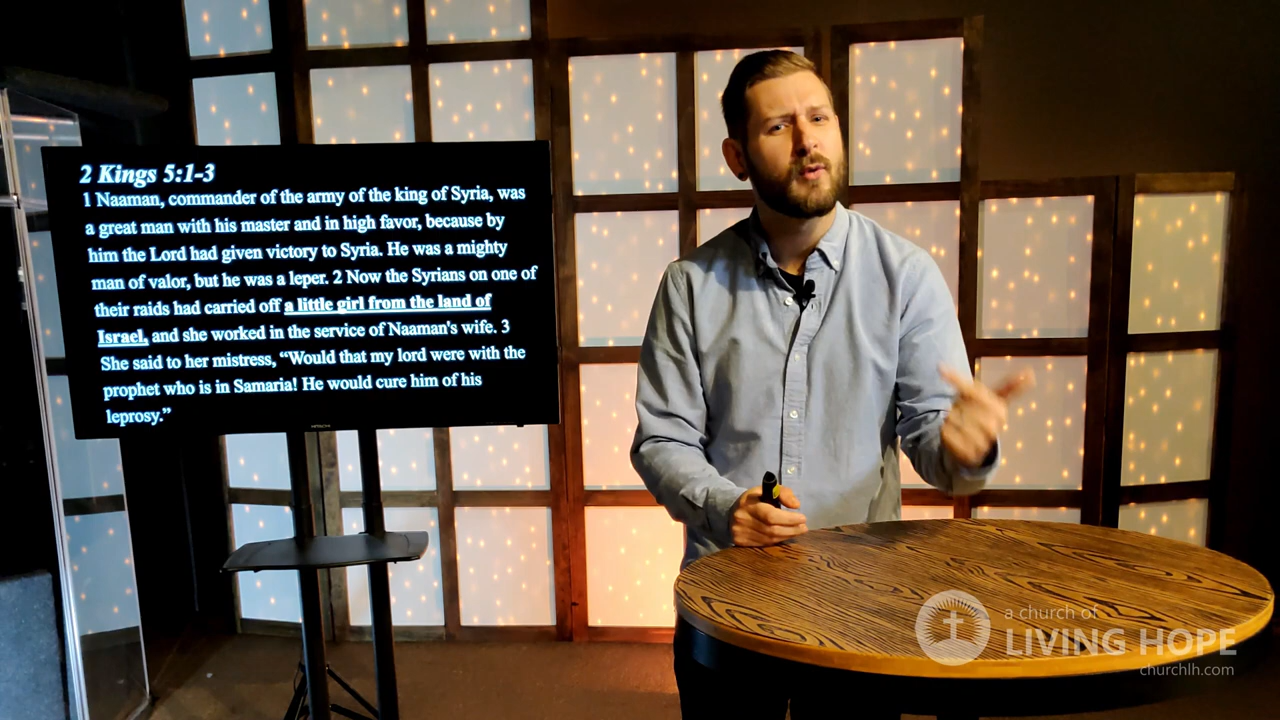 2 Kings 5:1-3
1 Naaman, commander of the army of the king of Syria, was
a great man with his master and in high favor, because by
him the Lord had given victory to Syria. He was a mighty
man of valor, but he was a leper. 2 Now the Syrians on one of
their raids had carried off a little girl from the land of
Israel, and she worked in the service of Naaman's wife. 3
She said to her mistress, “Would that my lord were with the
prophet who is in Samaria! He would cure him of his
leprosy.”
HITACHI
a church of
LIVING HOPE
churchlh.com